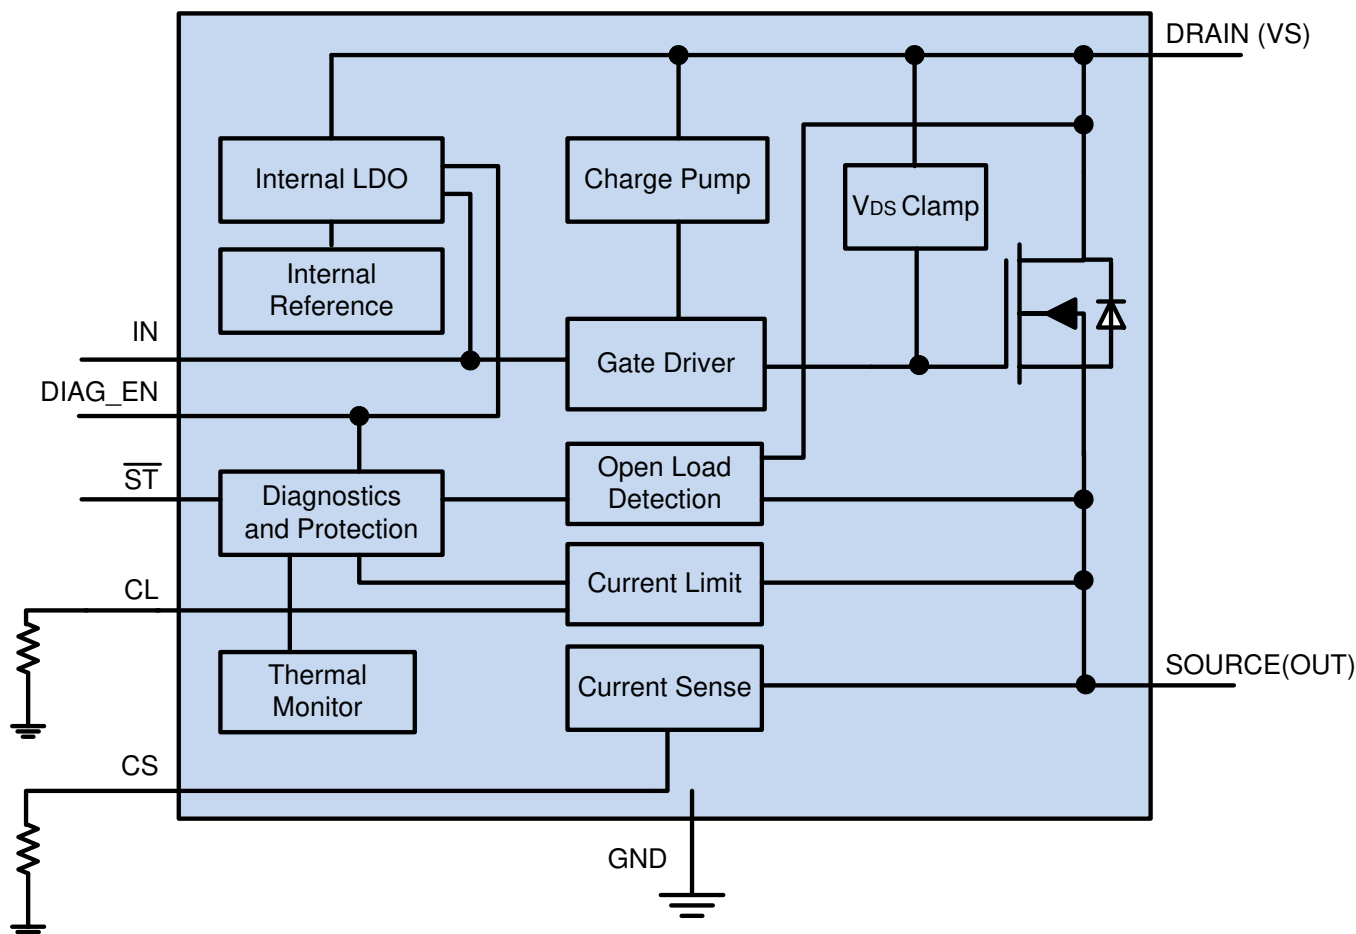 DRAIN (VS)
Internal LDO
Charge Pump
VDS Clamp
Internal
Reference
IN
Gate Driver
DIAG_EN
Open Load
Detection
S̅T̅
Diagnostics
and Protection
CL
Current Limit
SOURCE(OUT)
Thermal
Monitor
Current Sense
CS
GND